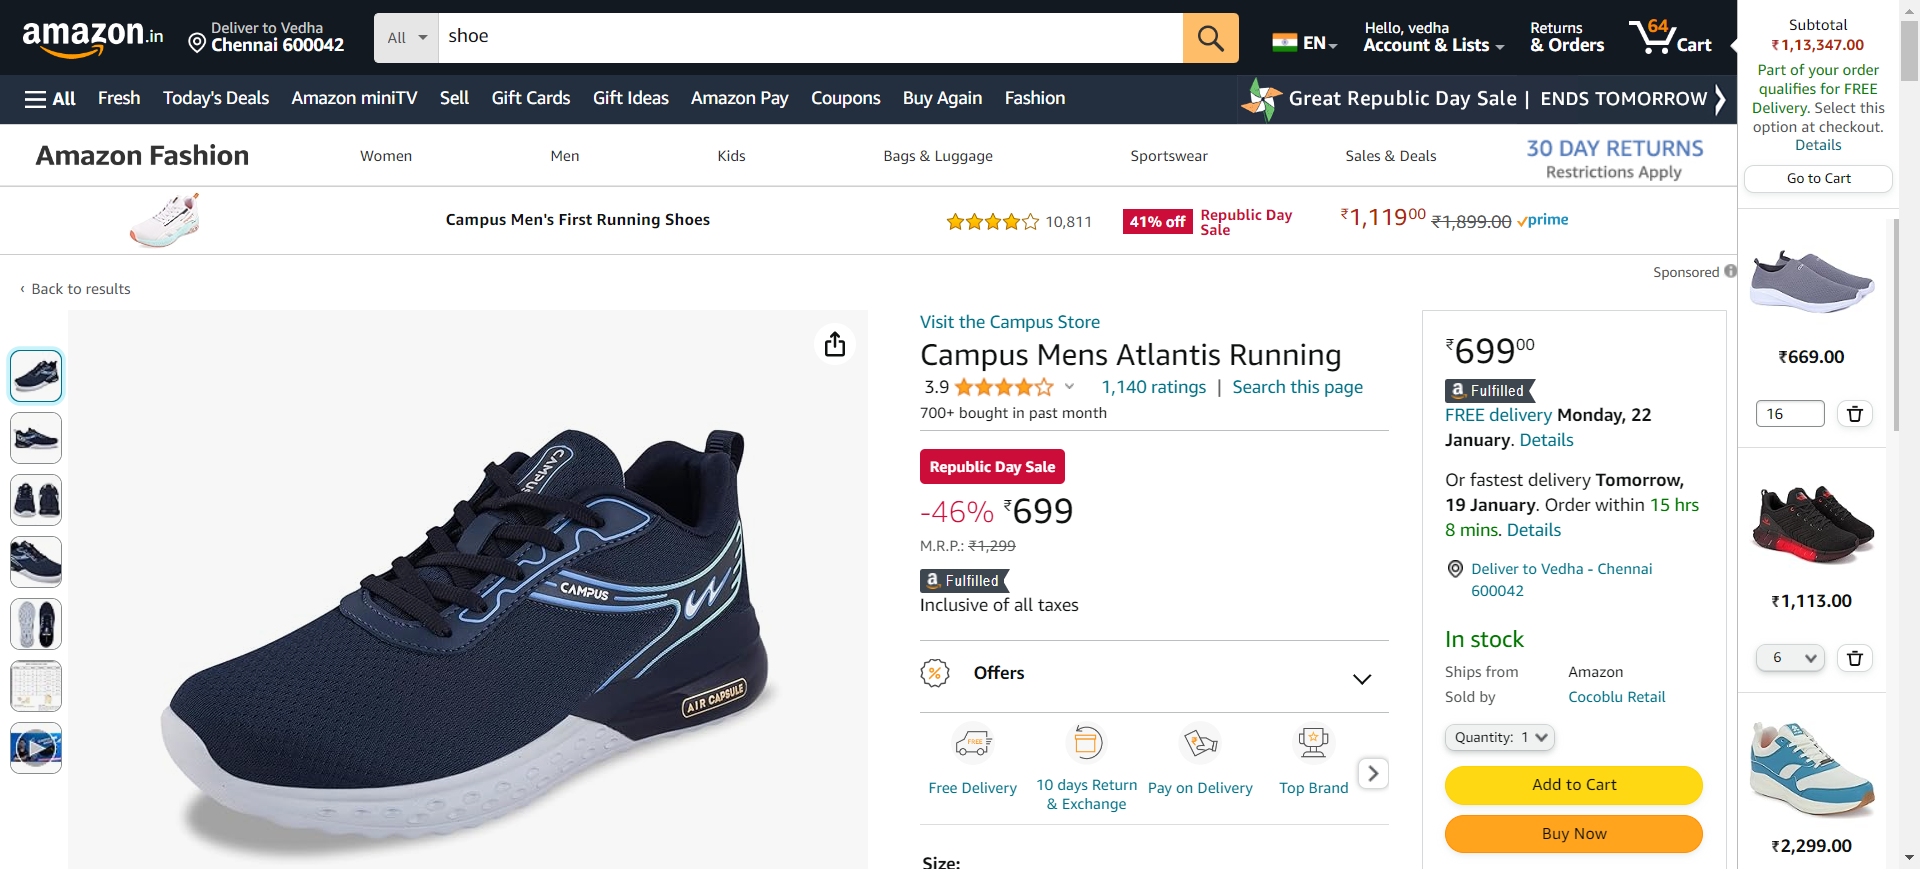 amazon.in
Deliver to Vedha
Chennai 600042
All
shoe
EN
Hello, vedha
Account & Lists
Returns
& Orders
64
Cart
All
Fresh
Today's Deals
Amazon miniTV
Sell
Gift Cards
Gift Ideas
Amazon Pay
Coupons
Buy Again
Fashion
Great Republic Day Sale | ENDS TOMORROW
Amazon Fashion
Women
Men
Kids
Bags & Luggage
Sportswear
Sales & Deals
30 DAY RETURNS
Restrictions Apply
Campus Men's First Running Shoes
10,811
41% off
Republic Day
Sale
₹1,11900
₹1,899.00
prime
Sponsored
‹ Back to results
CAMPUS
CAMPUS
AIR CAPSULE
Visit the Campus Store
Campus Mens Atlantis Running
3.9
1,140 ratings | Search this page
700+ bought in past month
Republic Day Sale
-46% ₹699
M.R.P.: ₹1,299
a Fulfilled
Inclusive of all taxes
Offers
FREE
Free Delivery
10 days Return
& Exchange
Pay on Delivery
Top Brand
Size:
₹69900
a Fulfilled
FREE delivery Monday, 22
January. Details
Or fastest delivery Tomorrow,
19 January. Order within 15 hrs
8 mins. Details
Deliver to Vedha - Chennai
600042
In stock
Ships from Amazon
Sold by Cocoblu Retail
Quantity: 1
Add to Cart
Buy Now
Subtotal
₹1,13,347.00
Part of your order
qualifies for FREE
Delivery. Select this
option at checkout.
Details
Go to Cart
₹669.00
16
₹1,113.00
6
₹2,299.00